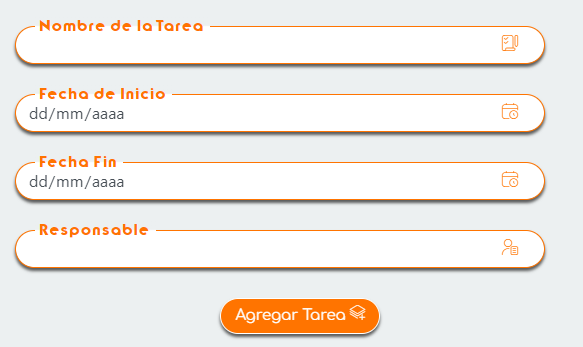 Nombre de la Tarea
Fecha de Inicio
dd/mm/aaaa
Fecha Fin
dd/mm/aaaa
Responsable
Agregar Tarea